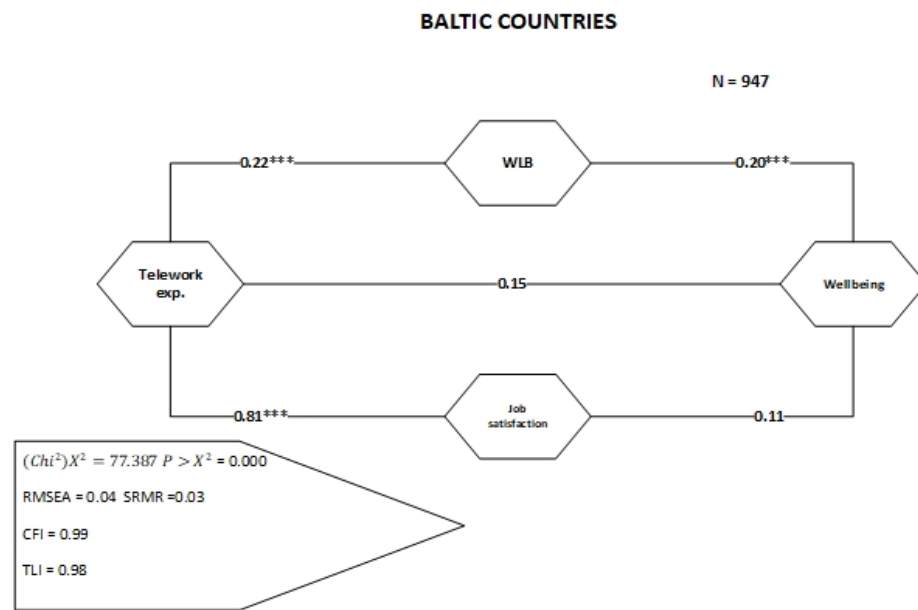 BALTIC COUNTRIES
N = 947
0.22***
WLB
0.20***
Telework
exp.
0.15
Wellbeing
0.81***
Job
satisfaction
0.11
(Chi²)X² = 77.387 P > X² = 0.000
RMSEA = 0.04 SRMR =0.03
CFI = 0.99
TLI = 0.98